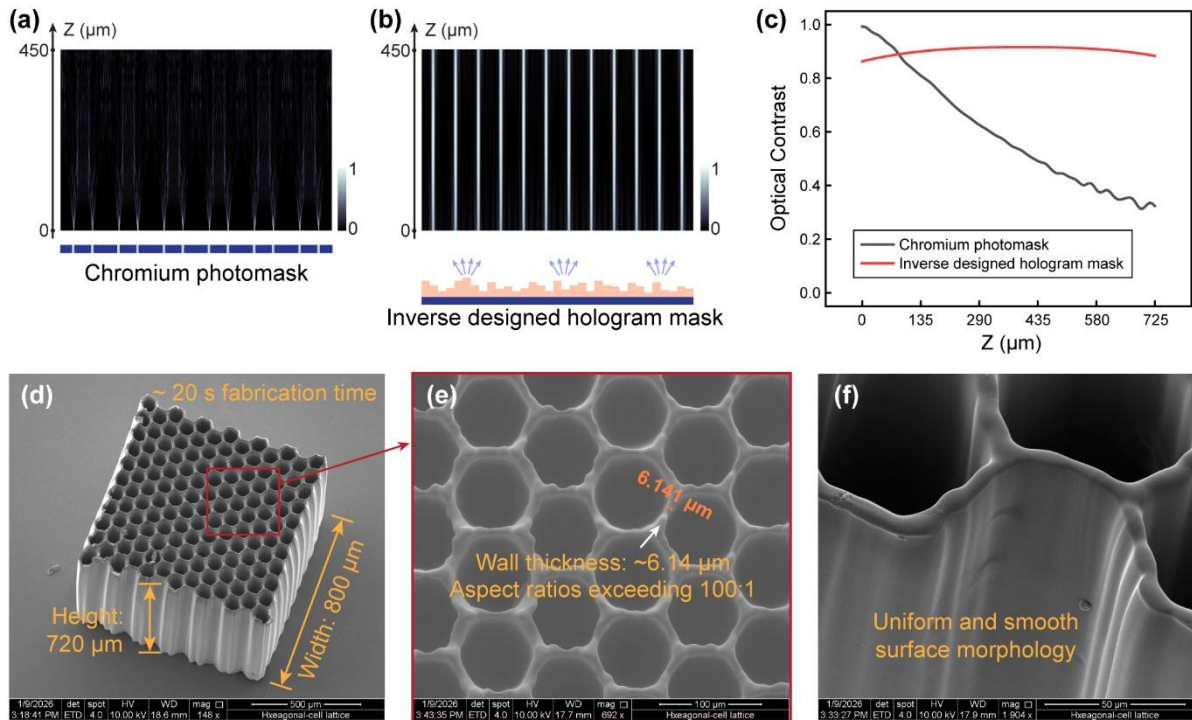 (a)
Z (μm)
450
0
1
0
Chromium photomask
(b)
Z (μm)
450
0
1
0
Inverse designed hologram mask
(c)
Optical Contrast
1.0
0.8
0.6
0.4
0.2
0.0
Chromium photomask
Inverse designed hologram mask
0 135 290 435 580 725
Z (μm)
(d)
~ 20 s fabrication time
Height:
720 μm
Width: 800 μm
1/9/2026 det spot HV WD mag
3:18:41 PM ETD 4.0 10.00 kV 18.6 mm 148 x
500 μm
Hxeagonal-cell lattice
(e)
6.141 μm
Wall thickness: ~6.14 μm
Aspect ratios exceeding 100:1
1/9/2026 det spot HV WD mag
3:43:35 PM ETD 4.0 10.00 kV 17.7 mm 692 x
100 μm
Hxeagonal-cell lattice
(f)
Uniform and smooth
surface morphology
1/9/2026 det spot HV WD mag
3:33:27 PM ETD 4.0 10.00 kV 17.9 mm 1 904 x
50 μm
Hxeagonal-cell lattice